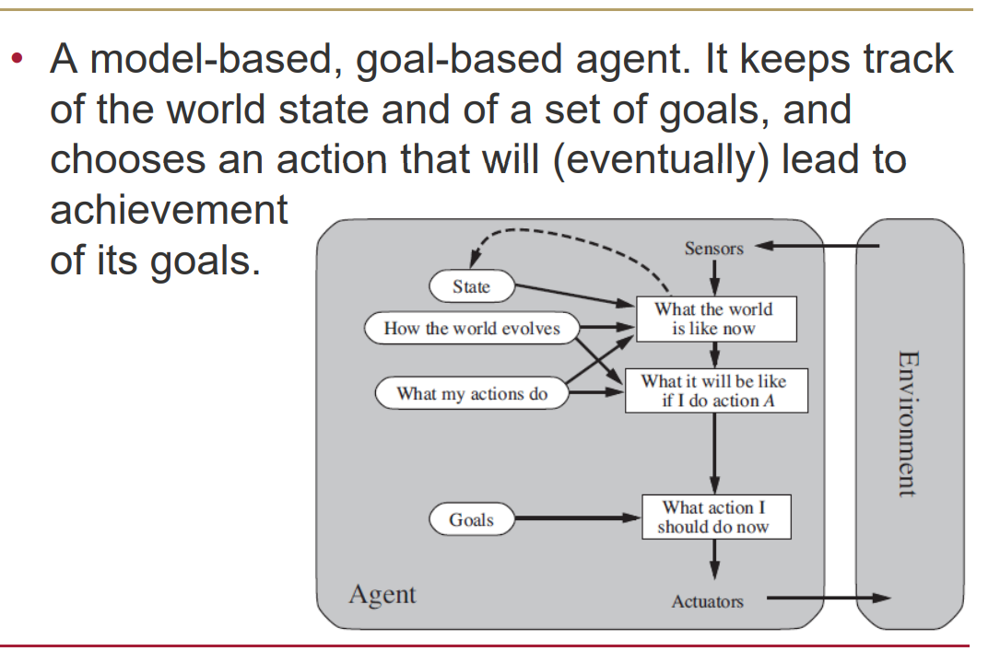 • A model-based, goal-based agent. It keeps track
of the world state and of a set of goals, and
chooses an action that will (eventually) lead to
achievement
of its goals.
Sensors
State
What the world
is like now
How the world evolves
What it will be like
if I do action A
What my actions do
Environment
What action I
should do now
Goals
Agent
Actuators